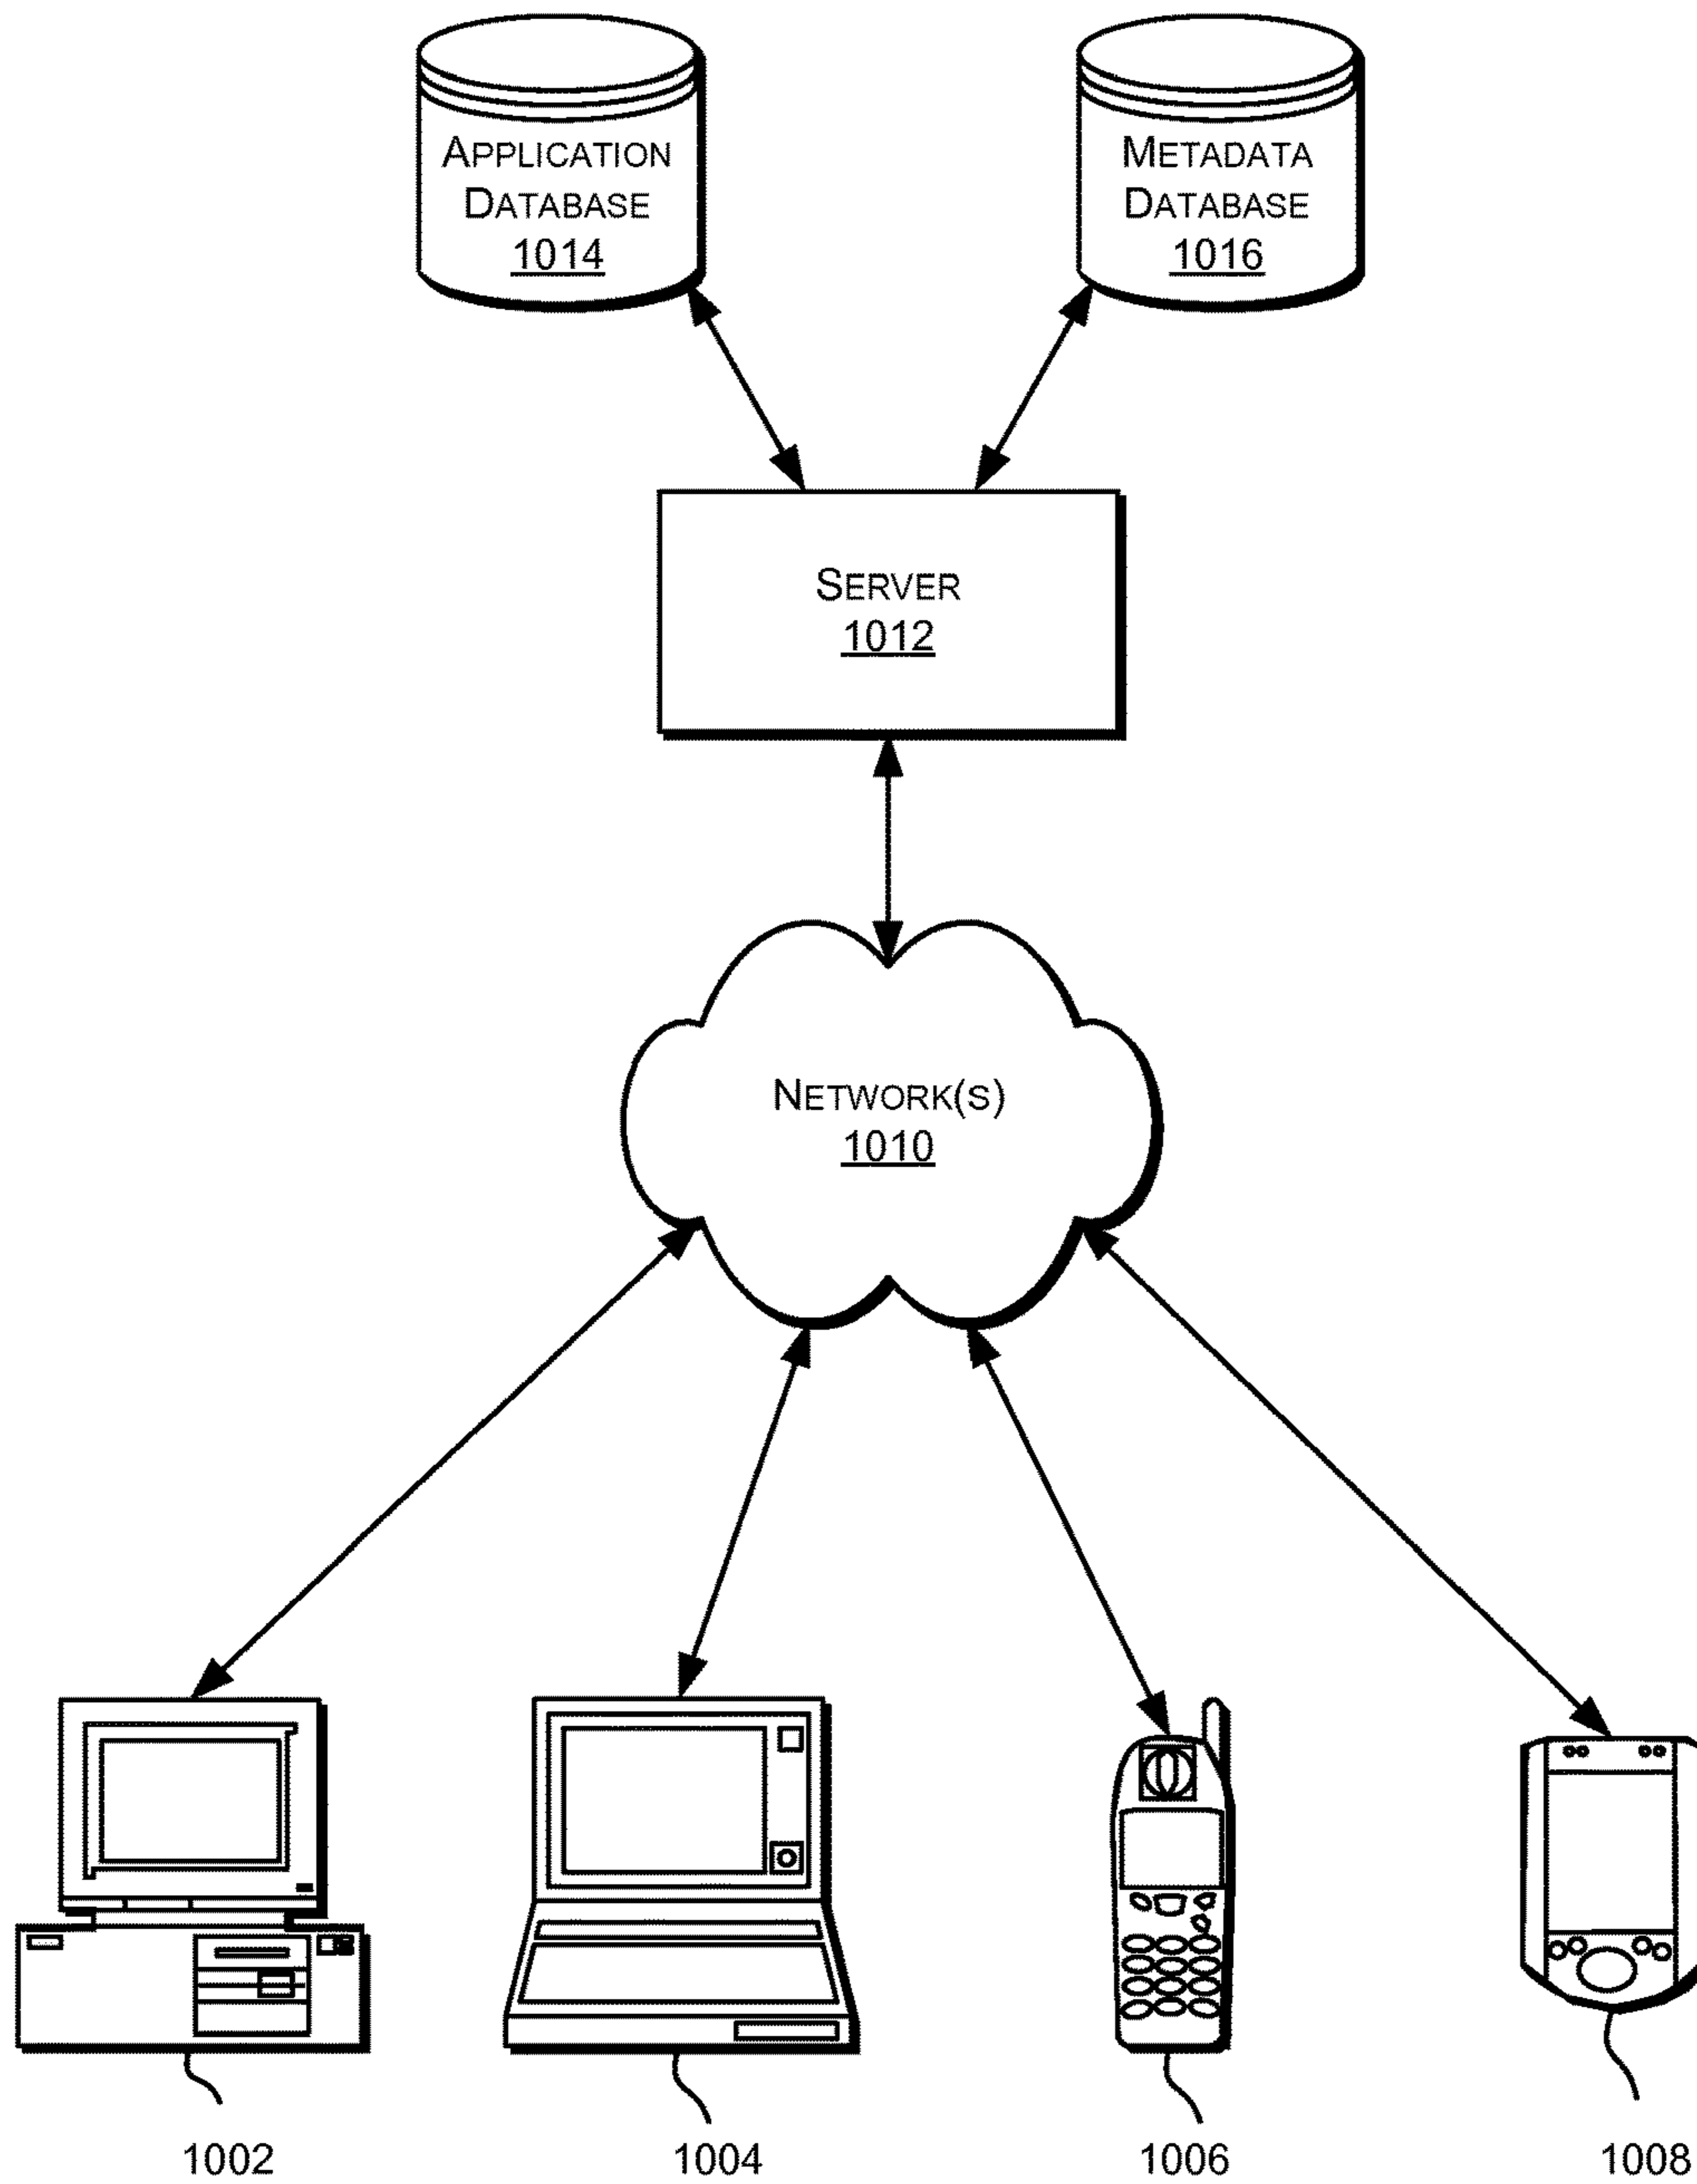 APPLICATION
DATABASE
1014
METADATA
DATABASE
1016
SERVER
1012
NETWORK(S)
1010
1002
1004
1006
1008